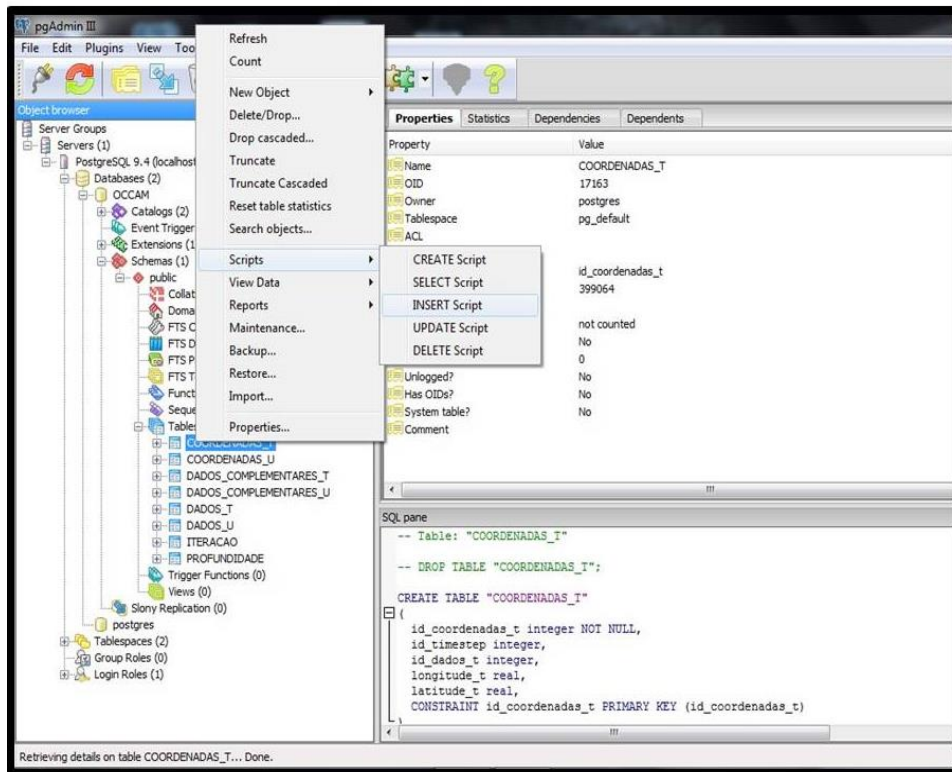 pgAdmin III
File Edit Plugins View Too
Object browser
Server Groups
Servers (1)
PostgreSQL 9.4 (localhost
Databases (2)
OCCAM
Catalogs (2)
Event Trigger
Extensions (1
Schemas (1)
public
Collat
Doma
FTS C
FTS D
FTS P
FTS T
Funct
Seque
Tables
COORDENADAS_T
COORDENADAS_U
DADOS_COMPLEMENTARES_T
DADOS_COMPLEMENTARES_U
DADOS_T
DADOS_U
ITERACAO
PROFUNDIDADE
Trigger Functions (0)
Views (0)
Slony Replication (0)
postgres
Tablespaces (2)
Group Roles (0)
Login Roles (1)
Refresh
Count
New Object
Delete/Drop...
Drop cascaded...
Truncate
Truncate Cascaded
Reset table statistics
Search objects...
Scripts
View Data
Reports
Maintenance...
Backup...
Restore...
Import...
Properties...
CREATE Script
SELECT Script
INSERT Script
UPDATE Script
DELETE Script
Properties Statistics Dependencies Dependents
Property Value
Name COORDENADAS_T
OID 17163
Owner postgres
Tablespace pg_default
ACL
id_coordenadas_t
399064
not counted
No
0
Unlogged? No
Has OIDs? No
System table? No
Comment
SQL pane
-- Table: "COORDENADAS_T"
-- DROP TABLE "COORDENADAS_T";
CREATE TABLE "COORDENADAS_T"
(
id_coordenadas_t integer NOT NULL,
id_timestep integer,
id_dados_t integer,
longitude_t real,
latitude_t real,
CONSTRAINT id_coordenadas_t PRIMARY KEY (id_coordenadas_t)
)
Retrieving details on table COORDENADAS_T... Done.